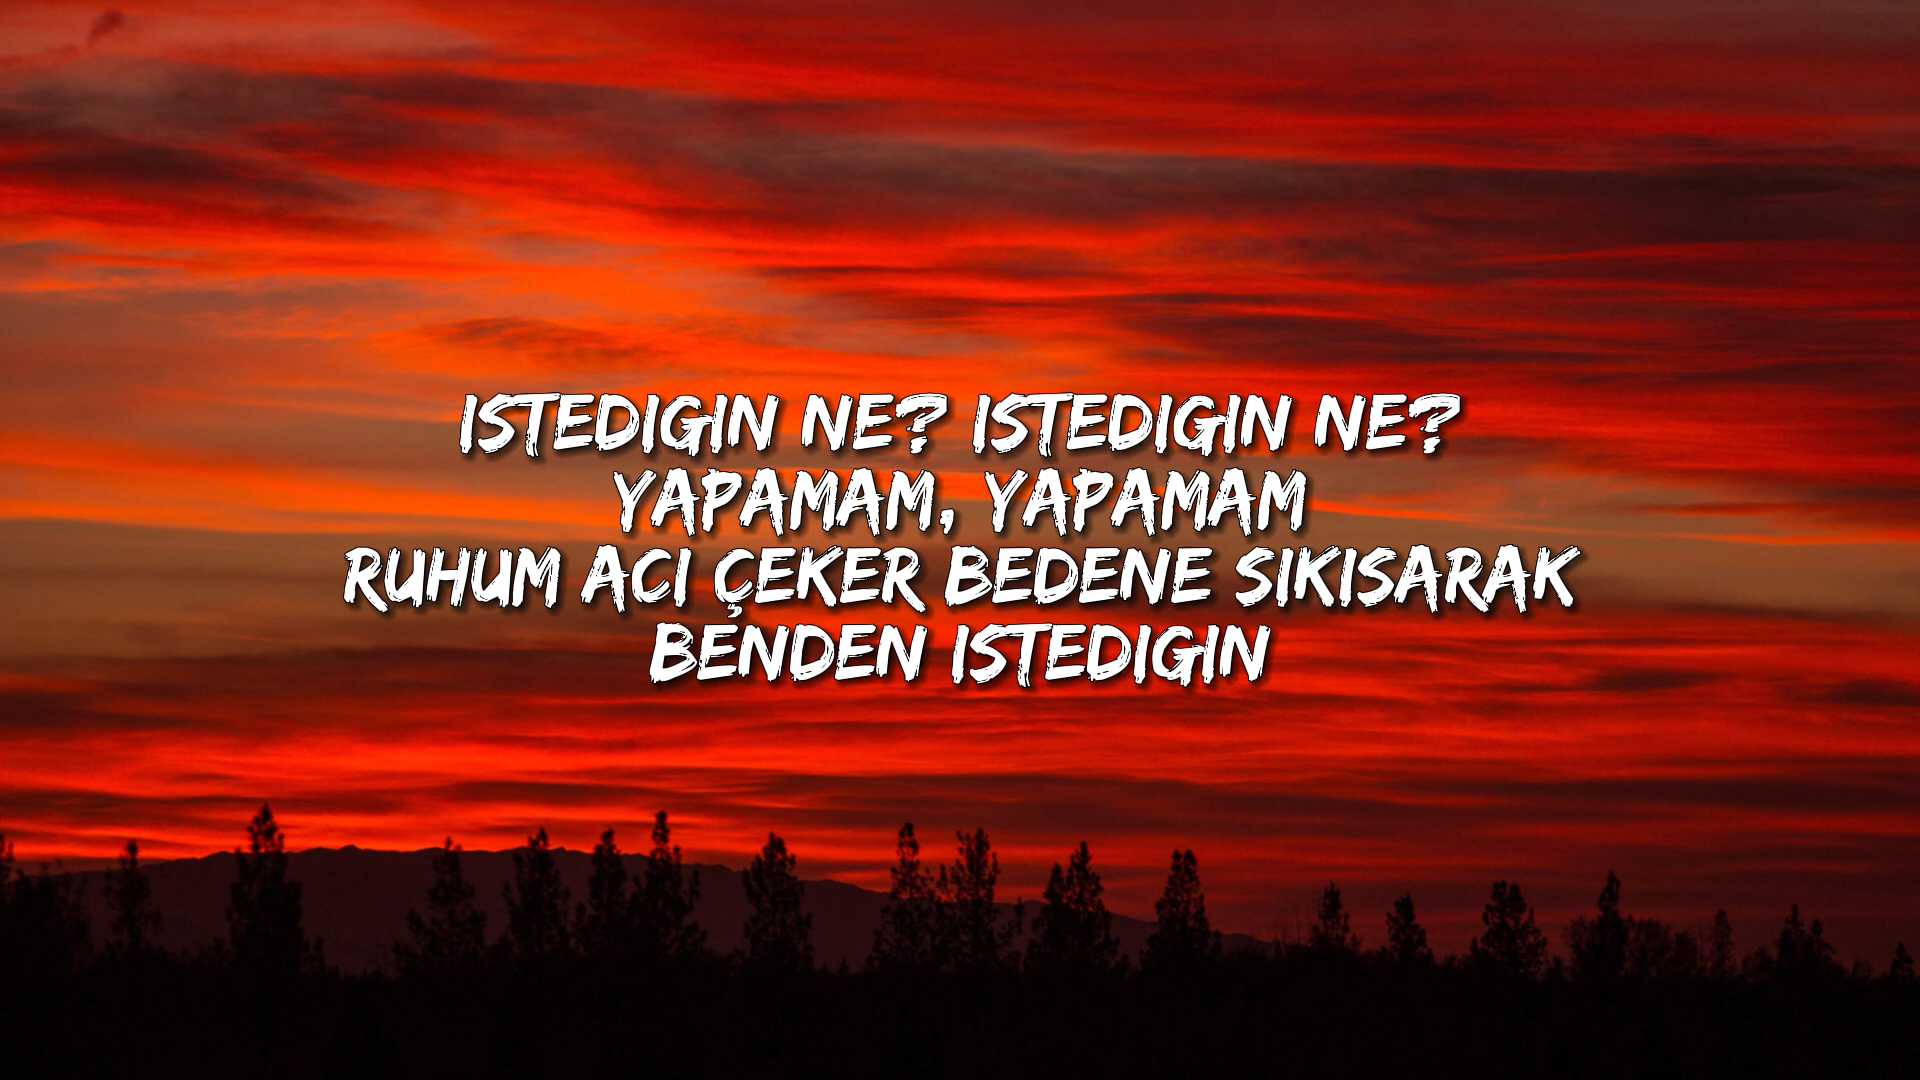 ISTEDIGIN NE? ISTEDIGIN NE?
YAPAMAM, YAPAMAM
RUHUM ACI ÇEKER BEDENE SIKISARAK
BENDEN ISTEDIGIN